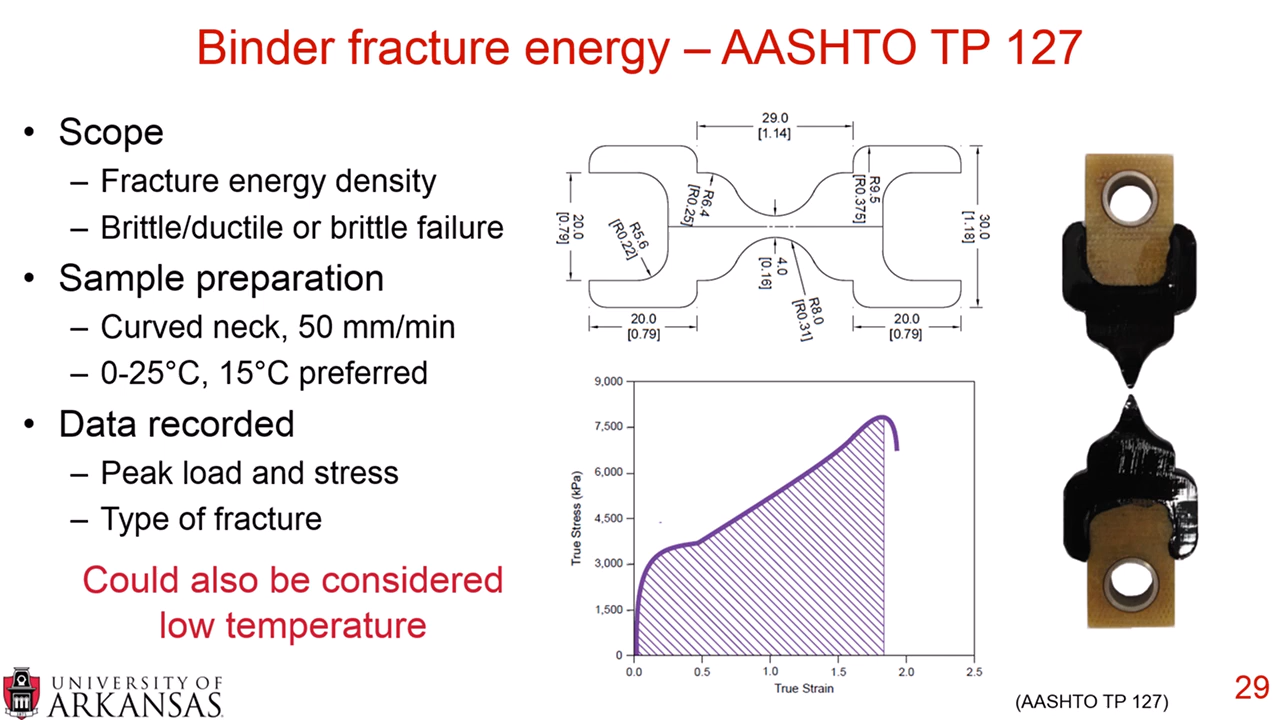 Binder fracture energy – AASHTO TP 127
• Scope
– Fracture energy density
– Brittle/ductile or brittle failure
• Sample preparation
– Curved neck, 50 mm/min
– 0-25°C, 15°C preferred
• Data recorded
– Peak load and stress
– Type of fracture
Could also be considered
low temperature
29.0
[1.14]
20.0
[0.79]
R5.6
[R0.22]
R6.4
[R0.25]
4.0
[0.16]
R8.0
[R0.31]
R9.5
[R0.375]
30.0
[1.18]
20.0
[0.79]
20.0
[0.79]
9,000
7,500
6,000
4,500
3,000
1,500
0
True Stress (kPa)
0.0 0.5 1.0 1.5 2.0 2.5
True Strain
UNIVERSITY OF
ARKANSAS
(AASHTO TP 127)
29